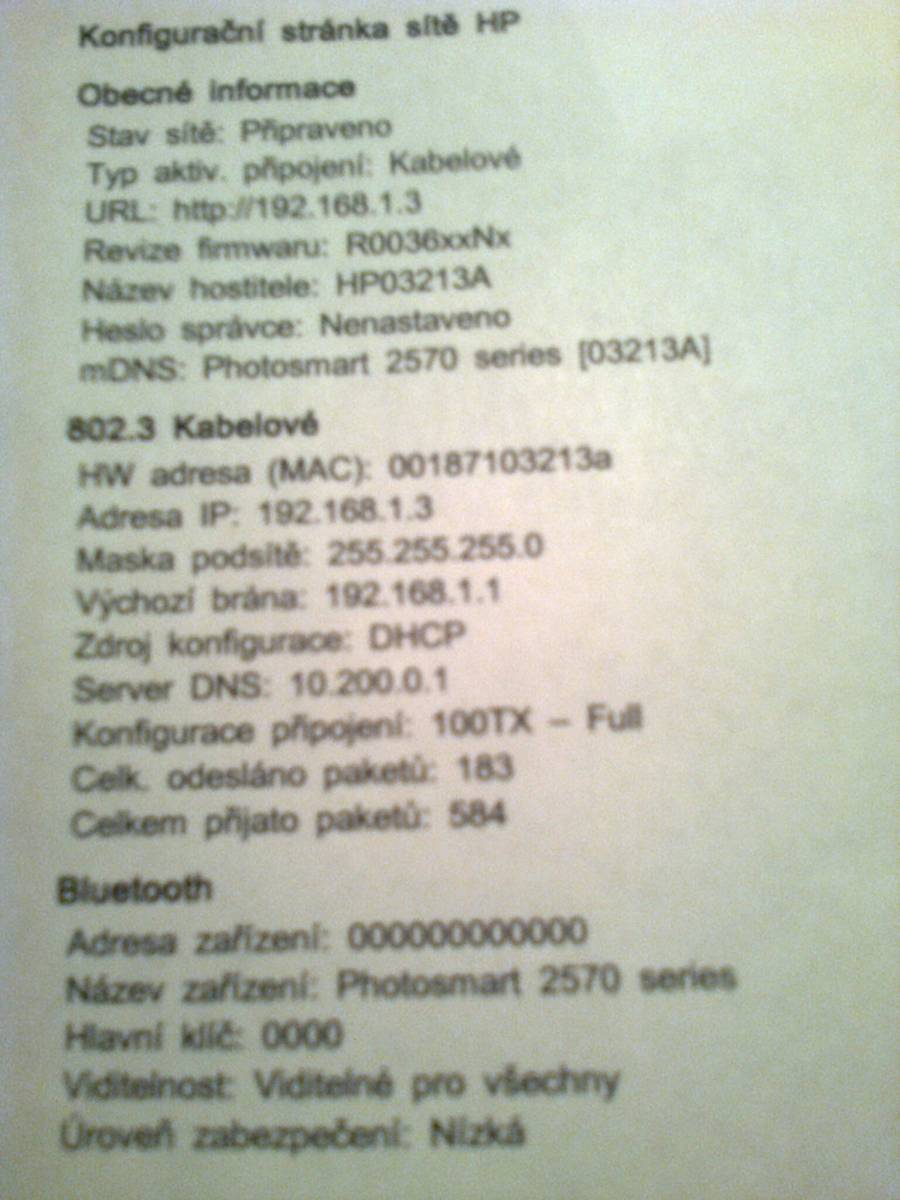 Konfigurační stránka sítě HP
Obecné informace
Stav sítě: Připraveno
Typ aktiv. připojení: Kabelové
URL: http://192.168.1.3
Revize firmwaru: R0036xxNx
Název hostitele: HP03213A
Heslo správce: Nenastaveno
mDNS: Photosmart 2570 series [03213A]
802.3 Kabelové
HW adresa (MAC): 00187103213a
Adresa IP: 192.168.1.3
Maska podsítě: 255.255.255.0
Výchozí brána: 192.168.1.1
Zdroj konfigurace: DHCP
Server DNS: 10.200.0.1
Konfigurace připojení: 100TX – Full
Celk. odesláno paketů: 183
Celkem přijato paketů: 584
Bluetooth
Adresa zařízení: 000000000000
Název zařízení: Photosmart 2570 series
Hlavní klíč: 0000
Viditelnost: Viditelné pro všechny
Úroveň zabezpečení: Nízká